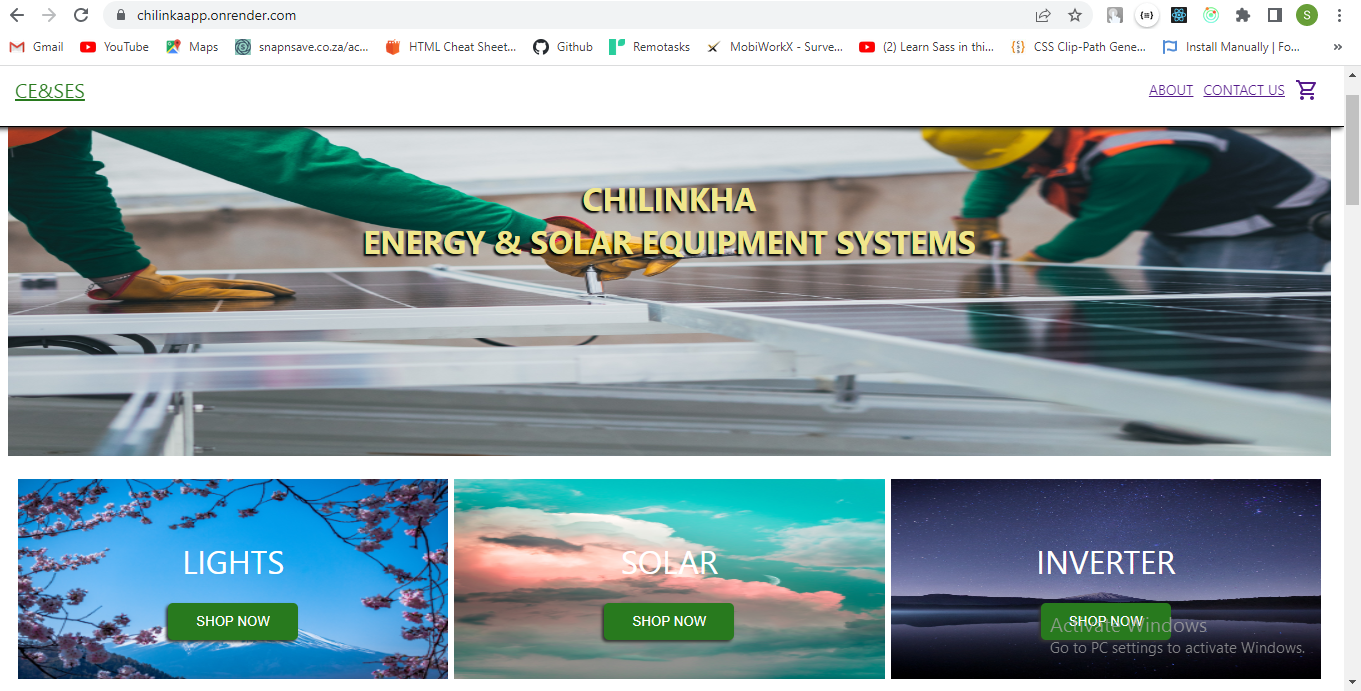 chilinkaapp.onrender.com
S
Gmail YouTube Maps snapnsave.co.za/ac... HTML Cheat Sheet... Github Remotasks MobiWorkX - Surve... (2) Learn Sass in thi... CSS Clip-Path Gene... Install Manually | Fo... »
CE&SES ABOUT CONTACT US
CHILINKHA
ENERGY & SOLAR EQUIPMENT SYSTEMS
LIGHTS SOLAR INVERTER
SHOP NOW SHOP NOW SHOP NOW
Activate Windows
Go to PC settings to activate Windows.